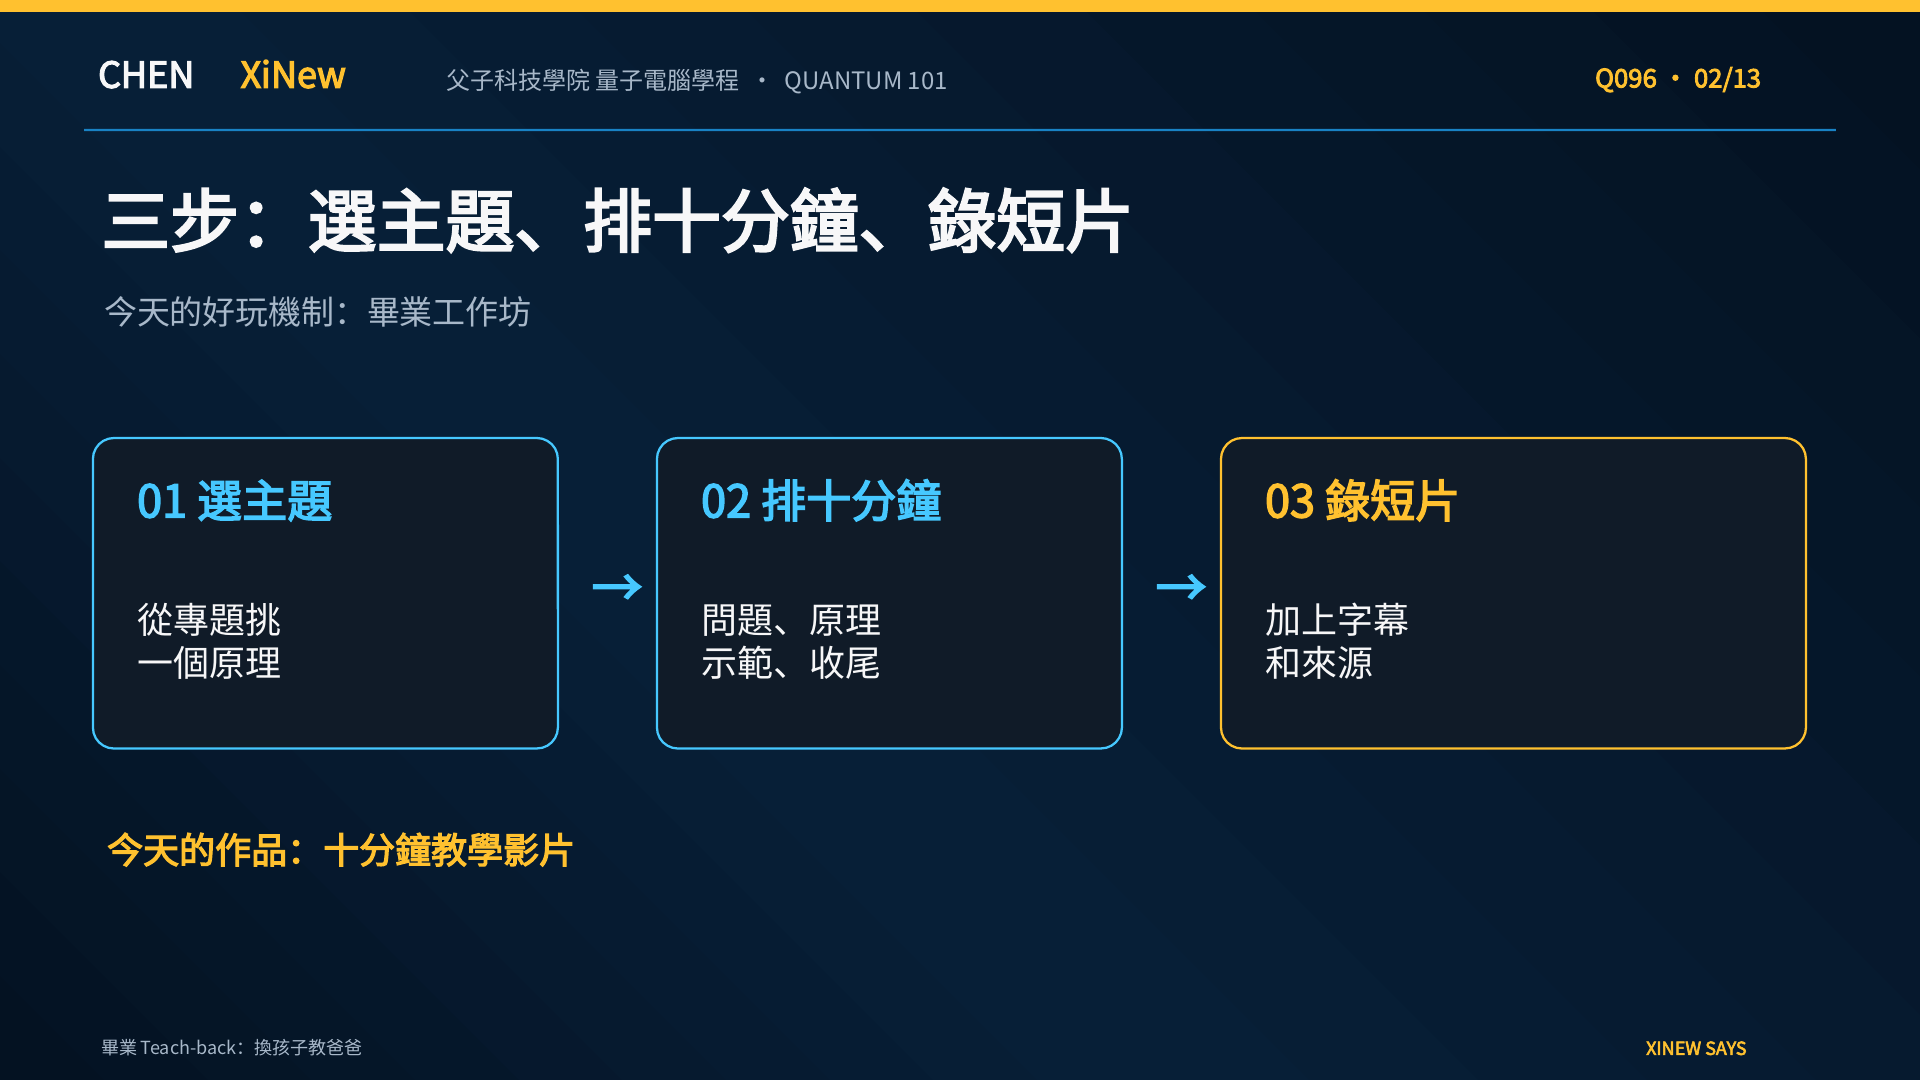 CHEN XiNew 父子科技學院 量子電腦學程 • QUANTUM 101 Q096 • 02/13
三步：選主題、排十分鐘、錄短片
今天的好玩機制：畢業工作坊
01 選主題
從專題挑
一個原理
→
02 排十分鐘
問題、原理
示範、收尾
→
03 錄短片
加上字幕
和來源
今天的作品：十分鐘教學影片
畢業 Teach-back：換孩子教爸爸 XINEW SAYS